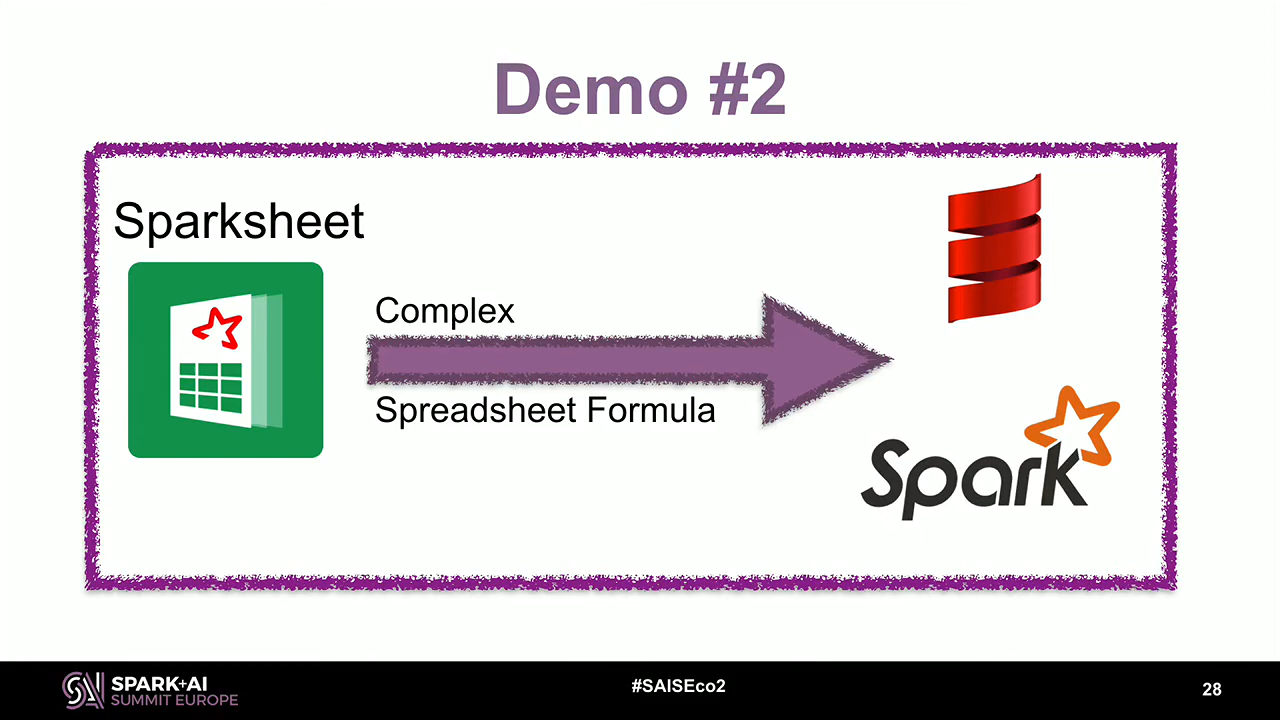 Demo #2
Sparksheet
Complex
Spreadsheet Formula
Spark
SPARK+AI
SUMMIT EUROPE
#SAISEco2
28